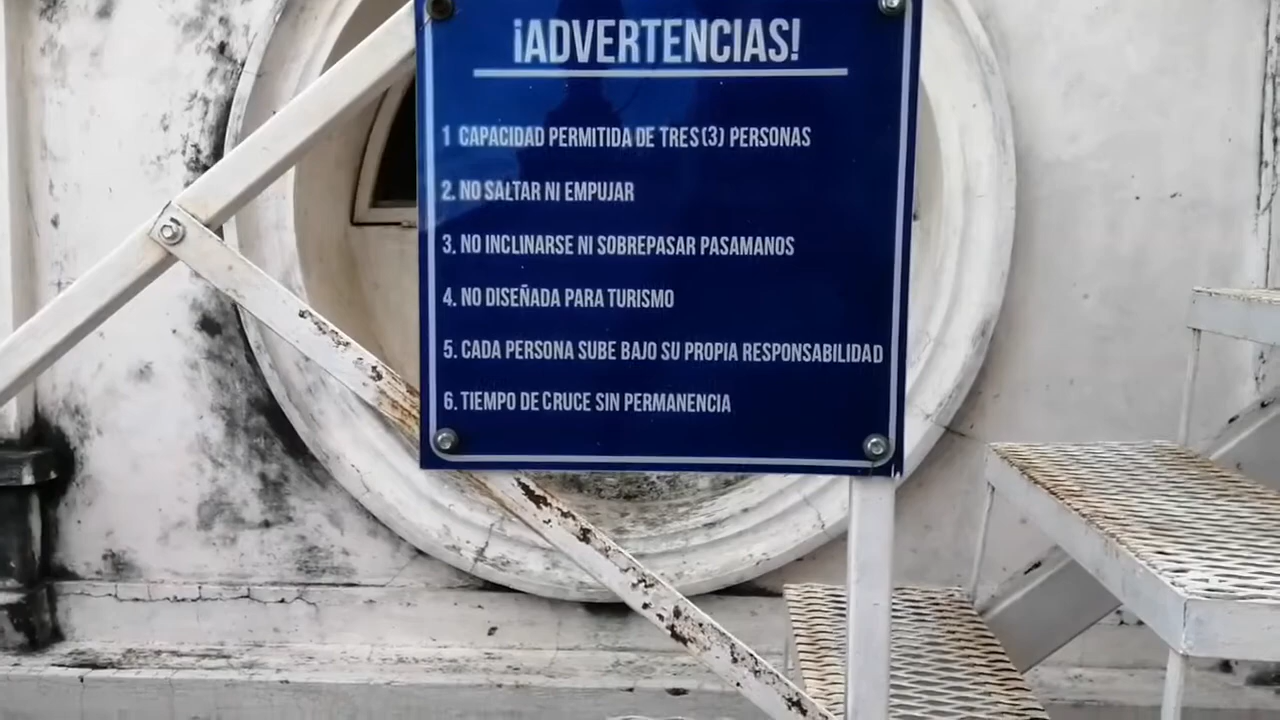 ¡ADVERTENCIAS!
1 CAPACIDAD PERMITIDA DE TRES (3) PERSONAS
2. NO SALTAR NI EMPUJAR
3. NO INCLINARSE NI SOBREPASAR PASAMANOS
4. NO DISEÑADA PARA TURISMO
5. CADA PERSONA SUBE BAJO SU PROPIA RESPONSABILIDAD
6. TIEMPO DE CRUCE SIN PERMANENCIA